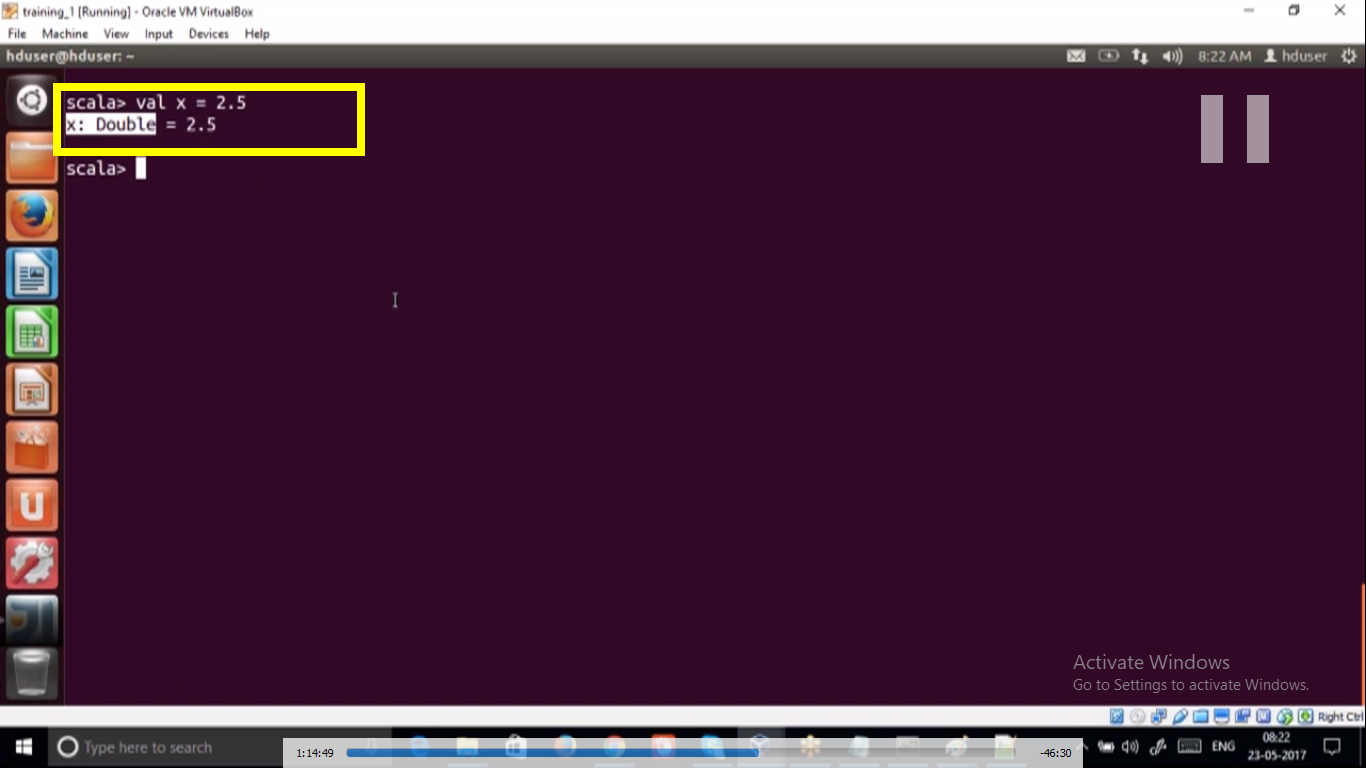 training_1 [Running] - Oracle VM VirtualBox
File Machine View Input Devices Help
hduser@hduser: ~
8:22 AM hduser
scala> val x = 2.5
x: Double = 2.5
scala>
Activate Windows
Go to Settings to activate Windows.
Right Ctrl
Type here to search
1:14:49
-46:30
ENG
08:22
23-05-2017